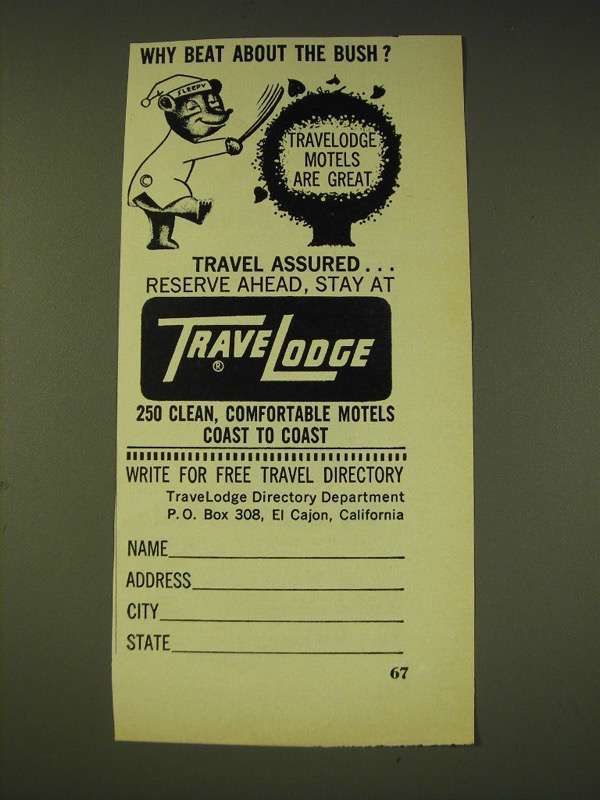 WHY BEAT ABOUT THE BUSH?
SLEEPY
TRAVELODGE
MOTELS
ARE GREAT
TRAVEL ASSURED...
RESERVE AHEAD, STAY AT
TRAVELODGE
®
250 CLEAN, COMFORTABLE MOTELS
COAST TO COAST
WRITE FOR FREE TRAVEL DIRECTORY
TraveLodge Directory Department
P.O. Box 308, El Cajon, California
NAME
ADDRESS
CITY
STATE
67